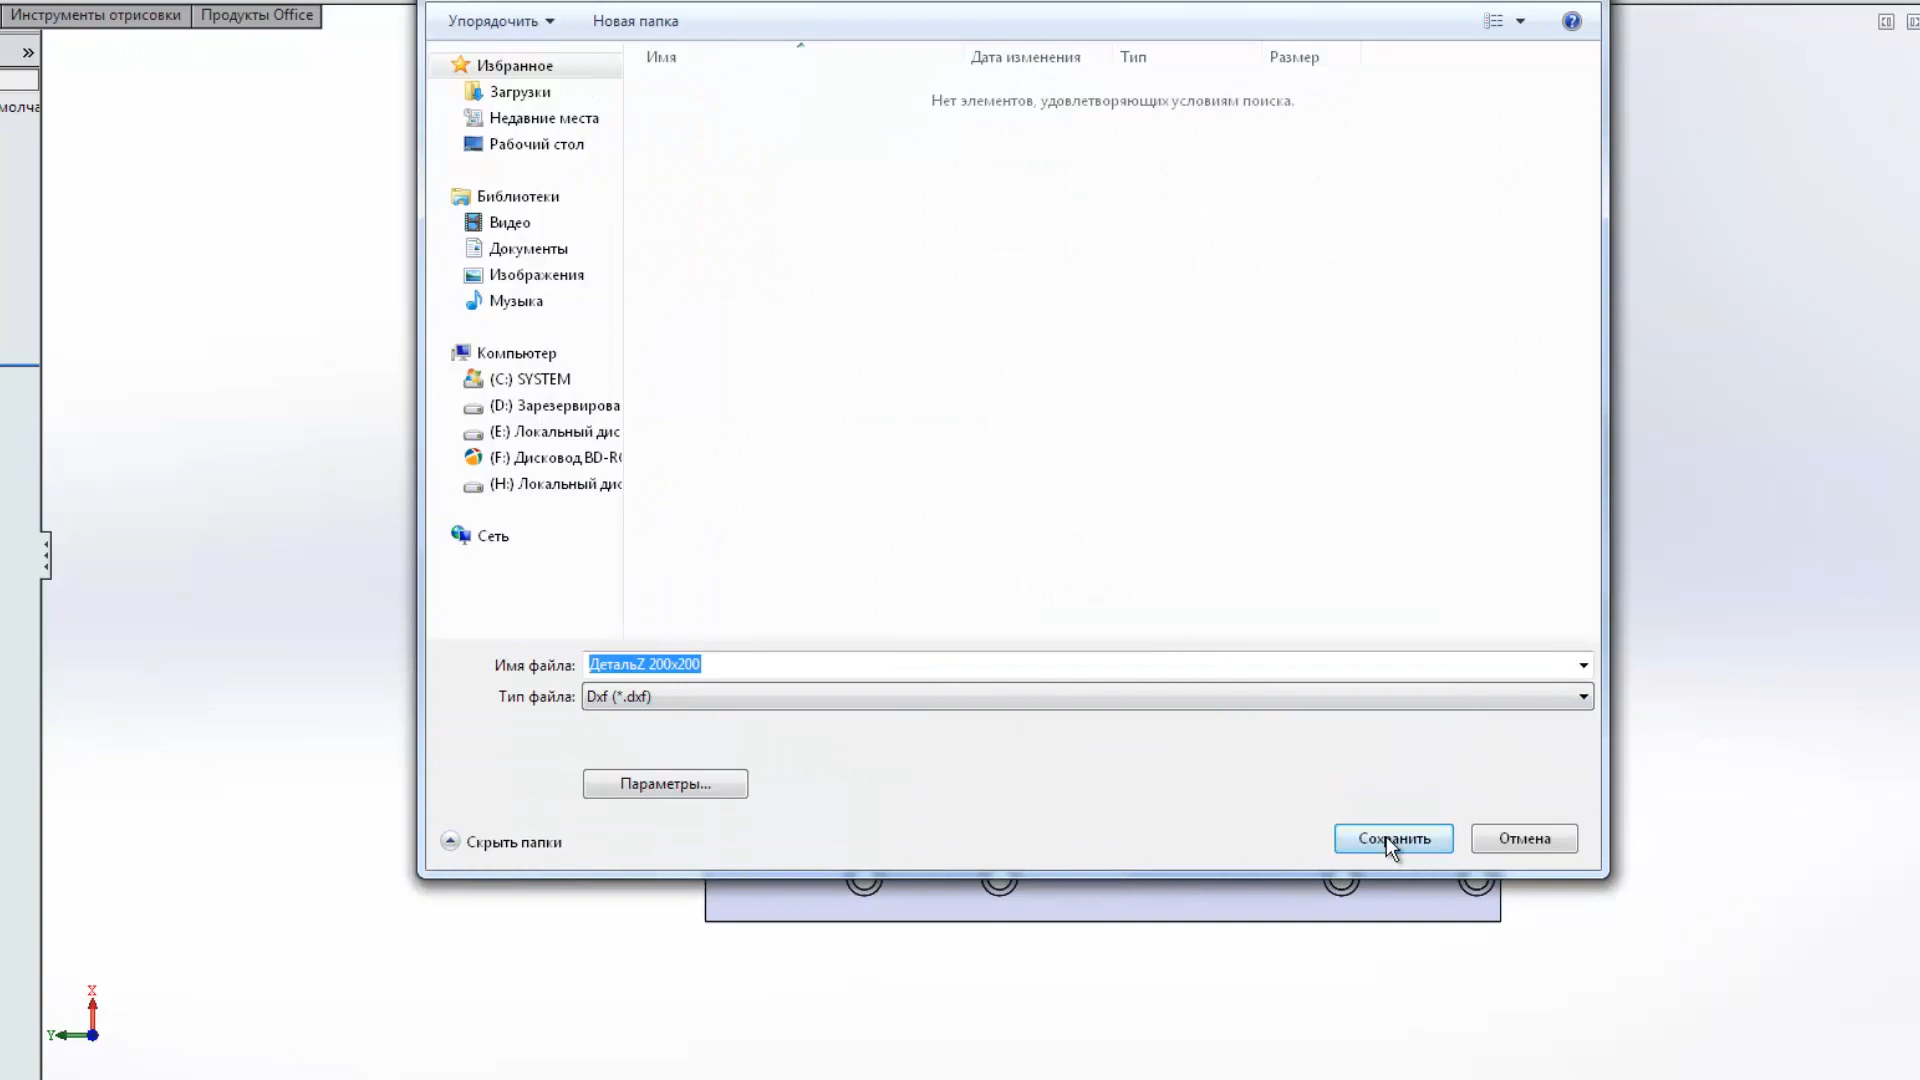 Инструменты отрисовки Продукты Office
»
Упорядочить Новая папка
Имя Дата изменения Тип Размер
Избранное
Загрузки
Недавние места
Рабочий стол
Нет элементов, удовлетворяющих условиям поиска.
молча
Библиотеки
Видео
Документы
Изображения
Музыка
Компьютер
(C:) SYSTEM
(D:) Зарезервирова
(E:) Локальный дис
(F:) Дисковод BD-R
(H:) Локальный дис
Сеть
Имя файла: ДетальZ 200x200
Тип файла: Dxf (*.dxf)
Параметры...
Скрыть папки
Сохранить Отмена
X
Y